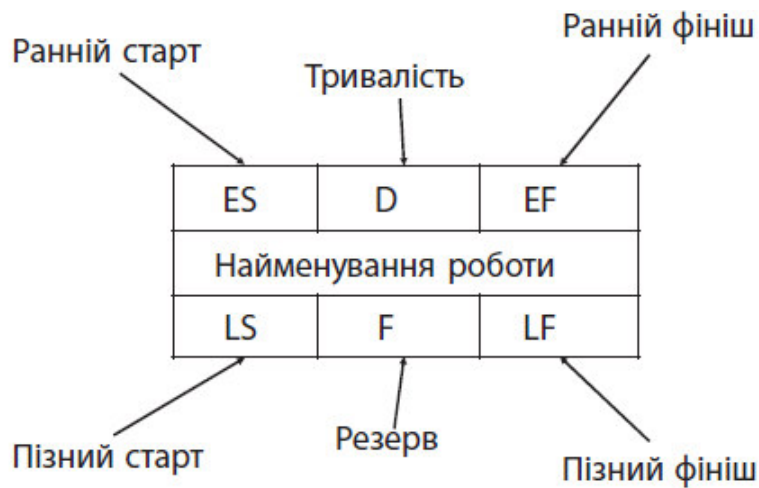 Ранній фініш
Ранній старт
Тривалість
ES D EF
Найменування роботи
LS F LF
Резерв
Пізний старт
Пізний фініш